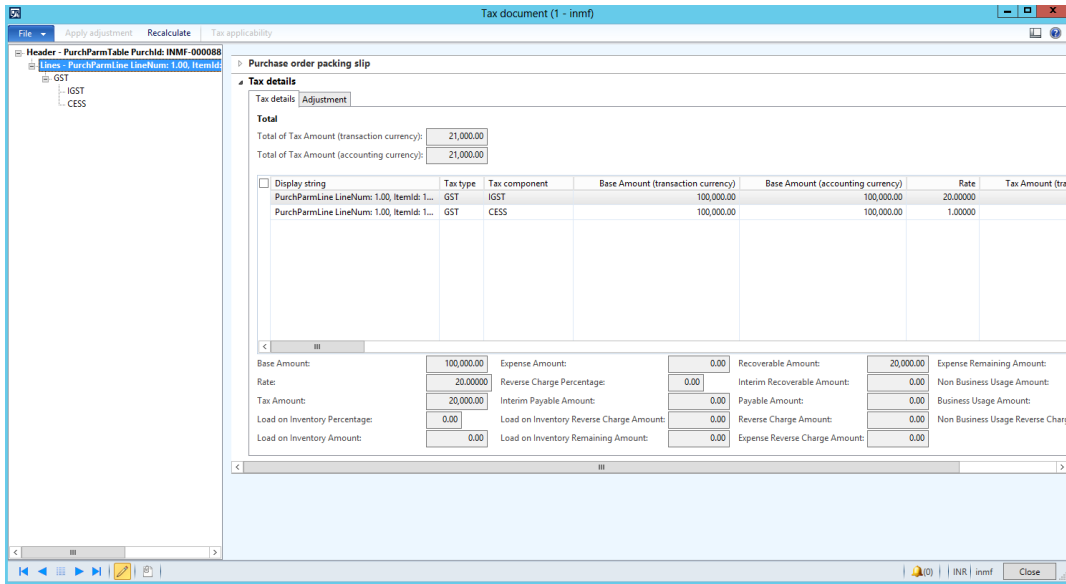 Tax document (1 - inmf)
File Apply adjustment Recalculate Tax applicability
Header - PurchParmTable PurchId: INMF-000088
Lines - PurchParmLine LineNum: 1.00, ItemId:
GST
IGST
CESS
Purchase order packing slip
Tax details
Tax details Adjustment
Total
Total of Tax Amount (transaction currency): 21,000.00
Total of Tax Amount (accounting currency): 21,000.00
Display string Tax type Tax component Base Amount (transaction currency) Base Amount (accounting currency) Rate Tax Amount (tra
PurchParmLine LineNum: 1.00, ItemId: 1... GST IGST 100,000.00 100,000.00 20.00000
PurchParmLine LineNum: 1.00, ItemId: 1... GST CESS 100,000.00 100,000.00 1.00000
Base Amount: 100,000.00 Expense Amount: 0.00 Recoverable Amount: 20,000.00 Expense Remaining Amount:
Rate: 20.00000 Reverse Charge Percentage: 0.00 Interim Recoverable Amount: 0.00 Non Business Usage Amount:
Tax Amount: 20,000.00 Interim Payable Amount: 0.00 Payable Amount: 0.00 Business Usage Amount:
Load on Inventory Percentage: 0.00 Load on Inventory Reverse Charge Amount: 0.00 Reverse Charge Amount: 0.00 Non Business Usage Reverse Char
Load on Inventory Amount: 0.00 Load on Inventory Remaining Amount: 0.00 Expense Reverse Charge Amount: 0.00
(0) INR inmf Close